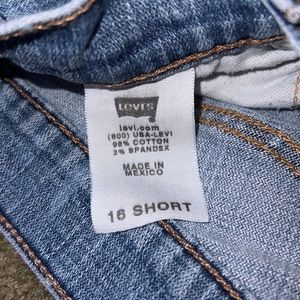 LEVI'S
levi.com
(800) USA-LEVI
98% COTTON
2% SPANDEX
MADE IN
MEXICO
16 SHORT